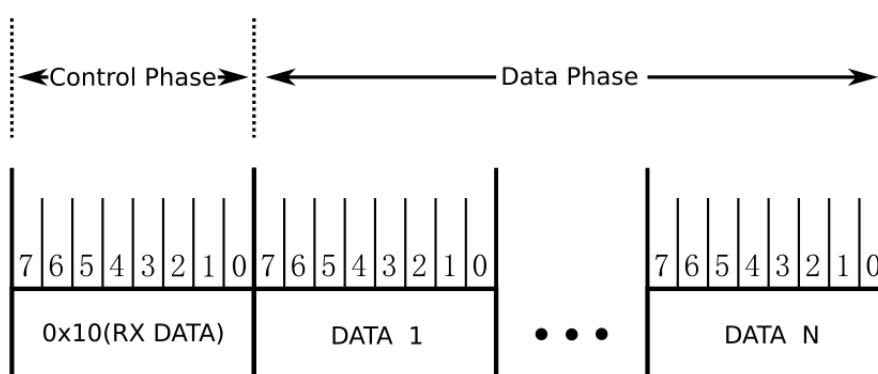 Control Phase Data Phase
7 6 5 4 3 2 1 0 7 6 5 4 3 2 1 0 7 6 5 4 3 2 1 0
0x10(RX DATA) DATA 1 ••• DATA N